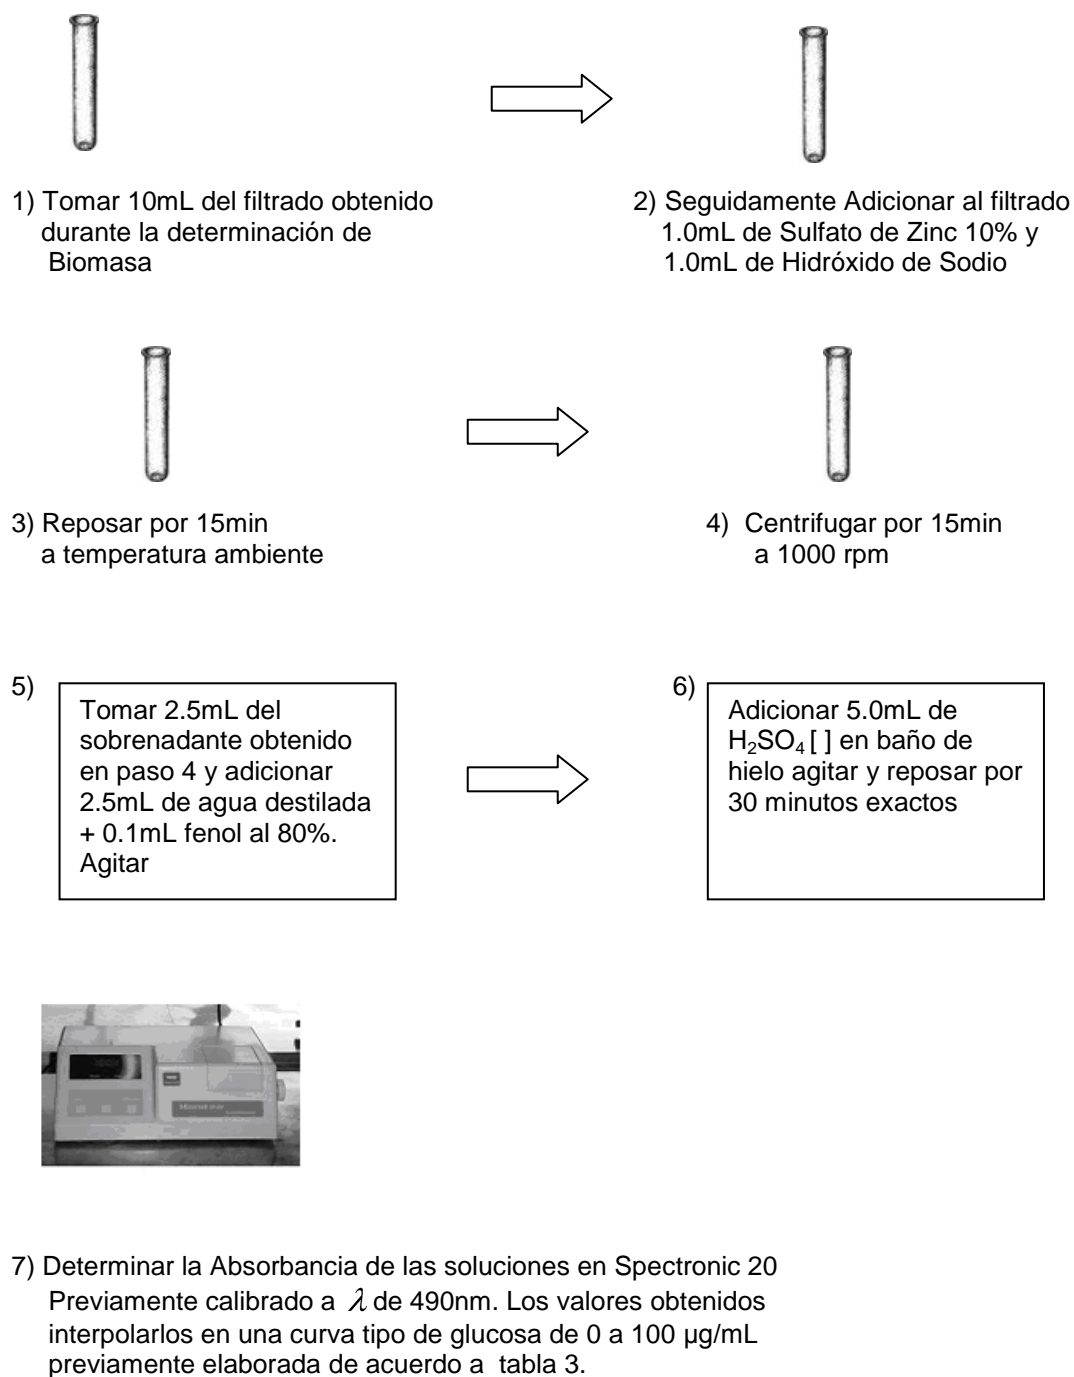 1) Tomar 10mL del filtrado obtenido
durante la determinación de
Biomasa
2) Seguidamente Adicionar al filtrado
1.0mL de Sulfato de Zinc 10% y
1.0mL de Hidróxido de Sodio
3) Reposar por 15min
a temperatura ambiente
4) Centrifugar por 15min
a 1000 rpm
5)
Tomar 2.5mL del
sobrenadante obtenido
en paso 4 y adicionar
2.5mL de agua destilada
+ 0.1mL fenol al 80%.
Agitar
6)
Adicionar 5.0mL de
H₂SO₄ [ ] en baño de
hielo agitar y reposar por
30 minutos exactos
7) Determinar la Absorbancia de las soluciones en Spectronic 20
Previamente calibrado a λ de 490nm. Los valores obtenidos
interpolarlos en una curva tipo de glucosa de 0 a 100 µg/mL
previamente elaborada de acuerdo a tabla 3.